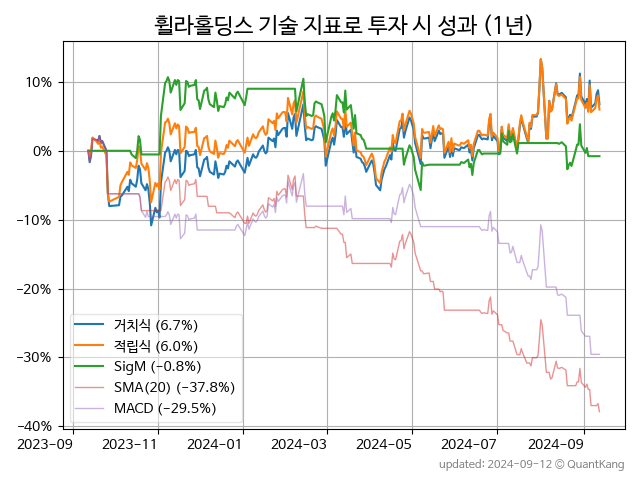 휠라홀딩스 기술 지표로 투자 시 성과 (1년)
10%
0%
−10%
−20%
−30%
−40%
거치식 (6.7%)
적립식 (6.0%)
SigM (−0.8%)
SMA(20) (−37.8%)
MACD (−29.5%)
2023-09 2023-11 2024-01 2024-03 2024-05 2024-07 2024-09
updated: 2024-09-12 © QuantKang